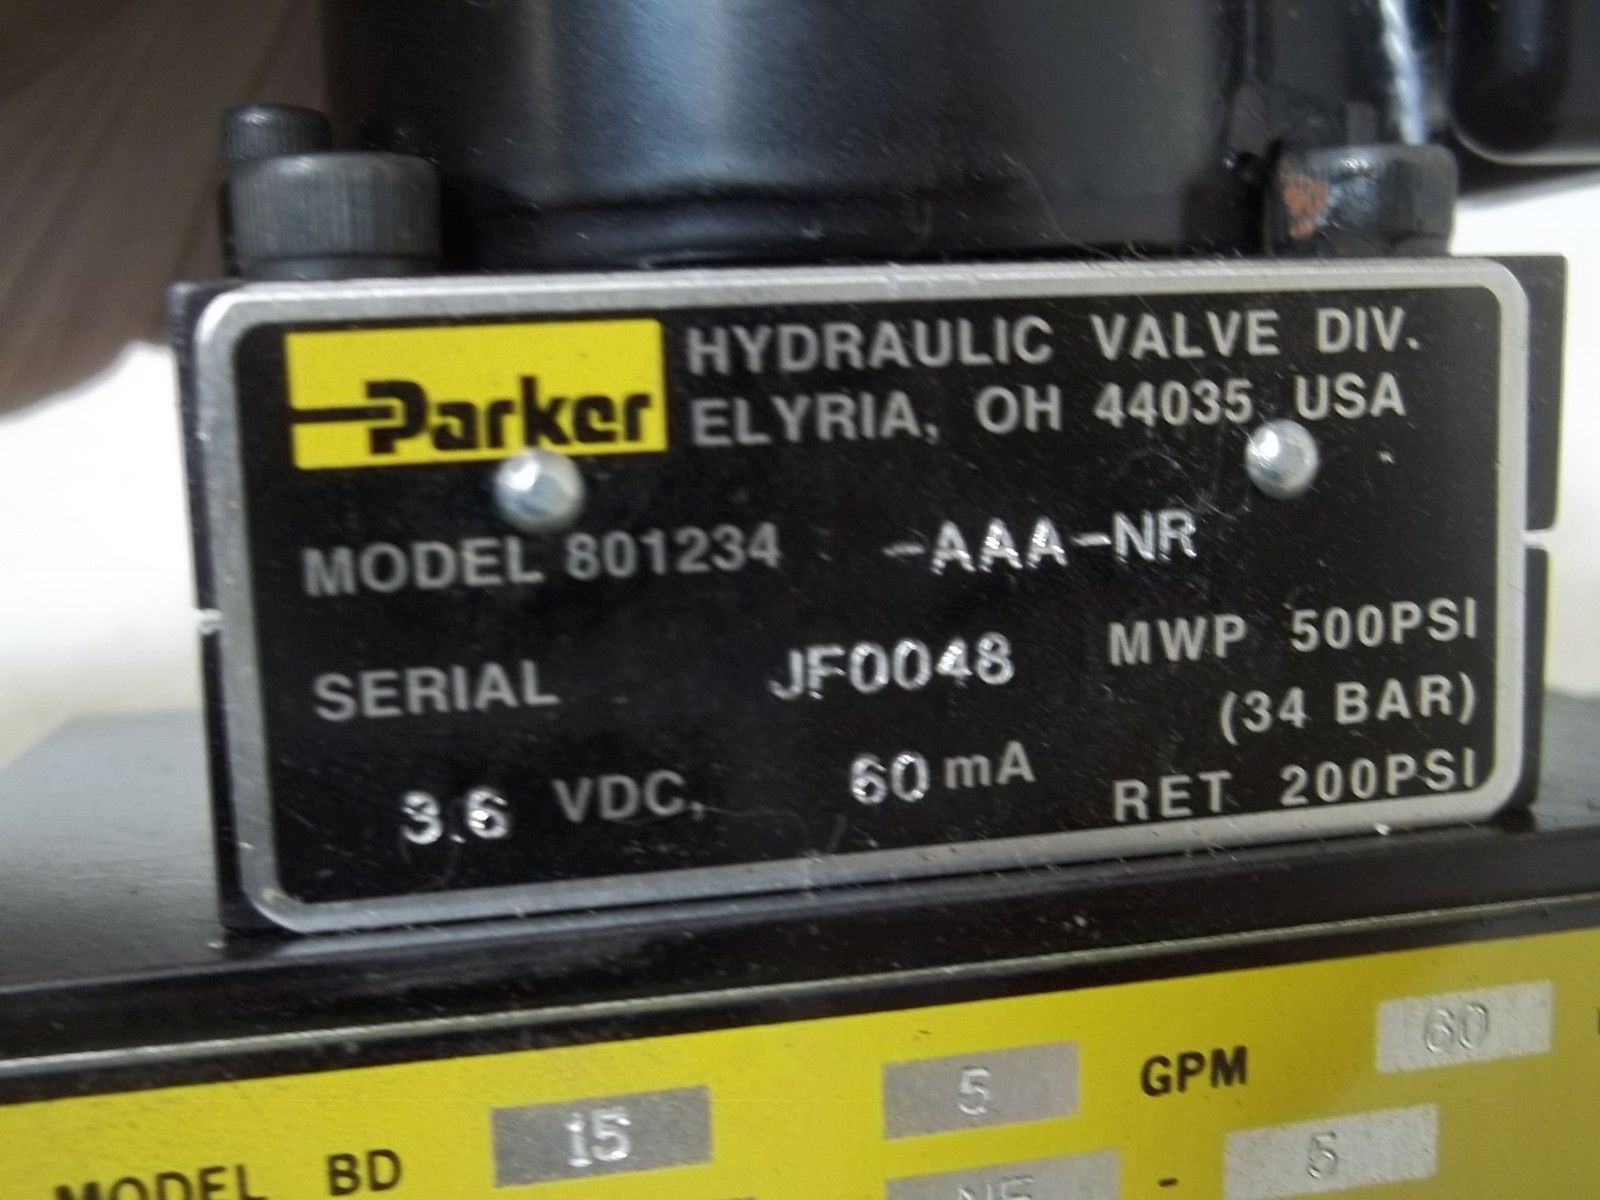 Parker HYDRAULIC VALVE DIV.
ELYRIA, OH 44035 USA
MODEL 801234 -AAA-NR
SERIAL JF0048 MWP 500PSI
(34 BAR)
3.6 VDC, 60 mA RET 200PSI
5 GPM 60
MODEL BD 15
- 5